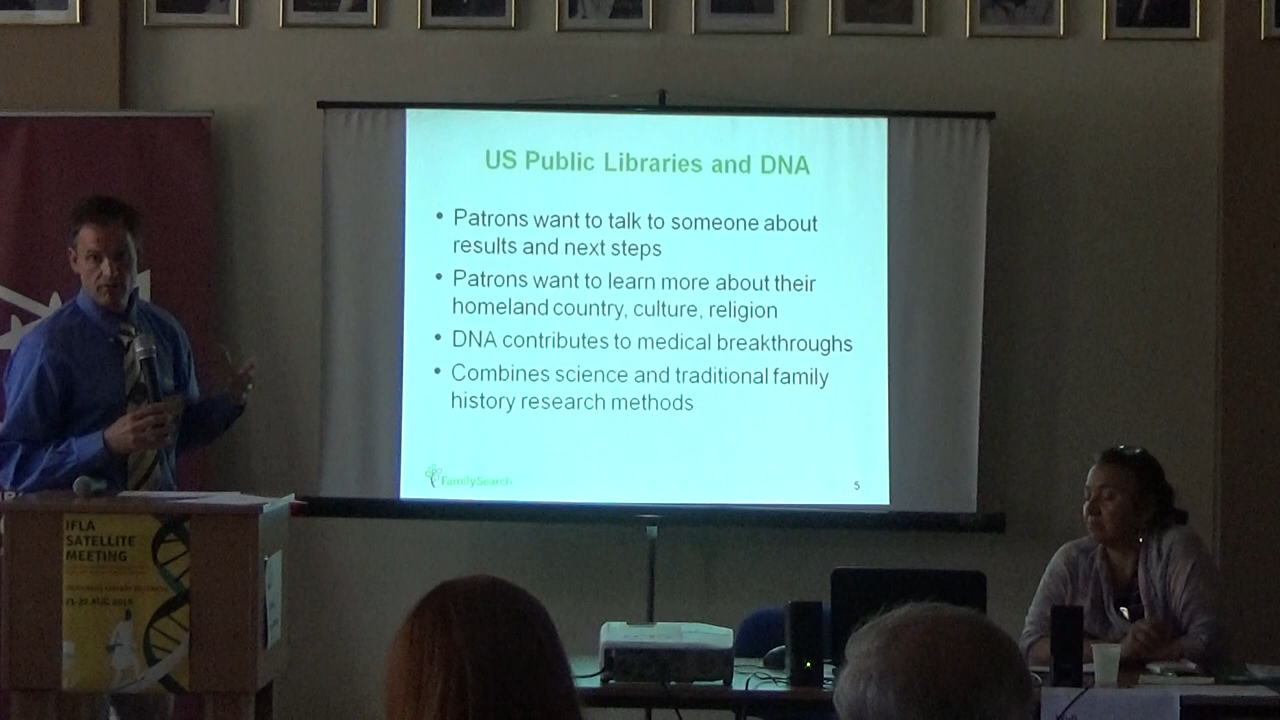 US Public Libraries and DNA
• Patrons want to talk to someone about
results and next steps
• Patrons want to learn more about their
homeland country, culture, religion
• DNA contributes to medical breakthroughs
• Combines science and traditional family
history research methods
FamilySearch
5
IFLA
SATELLITE
MEETING